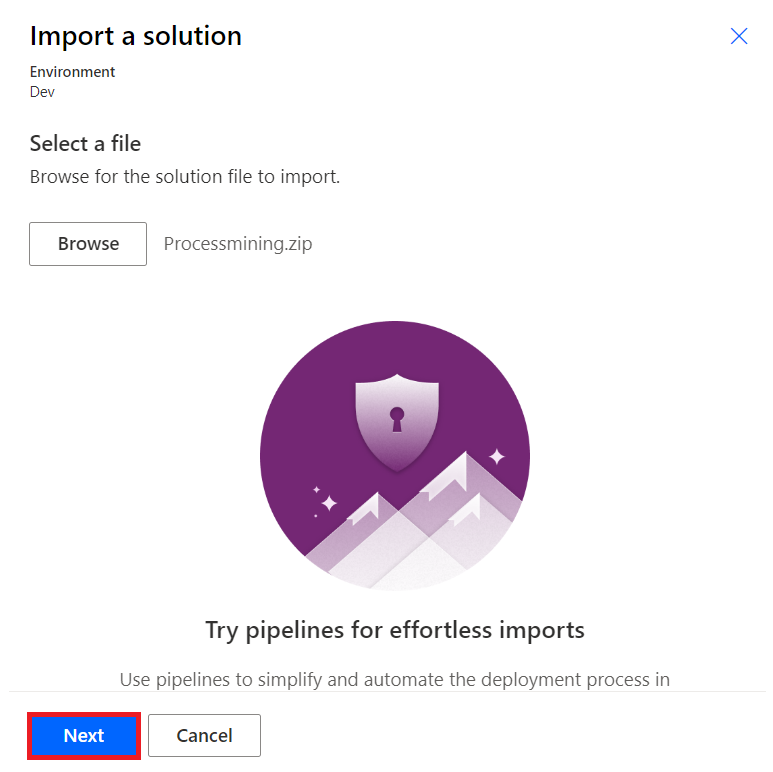 Import a solution
Environment
Dev
Select a file
Browse for the solution file to import.
Browse Processmining.zip
Try pipelines for effortless imports
Use pipelines to simplify and automate the deployment process in
Next Cancel